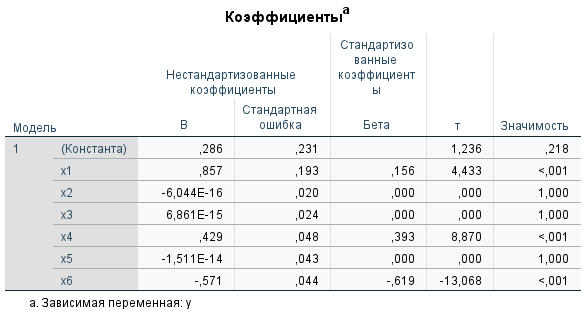 Коэффициентыa
Стандартизо
ванные
коэффициент
ы
Нестандартизованные
коэффициенты
Модель B Стандартная
ошибка Бета т Значимость
1 (Константа) ,286 ,231 1,236 ,218
x1 ,857 ,193 ,156 4,433 <,001
x2 -6,044E-16 ,020 ,000 ,000 1,000
x3 6,861E-15 ,024 ,000 ,000 1,000
x4 ,429 ,048 ,393 8,870 <,001
x5 -1,511E-14 ,043 ,000 ,000 1,000
x6 -,571 ,044 -,619 -13,068 <,001
a. Зависимая переменная: y